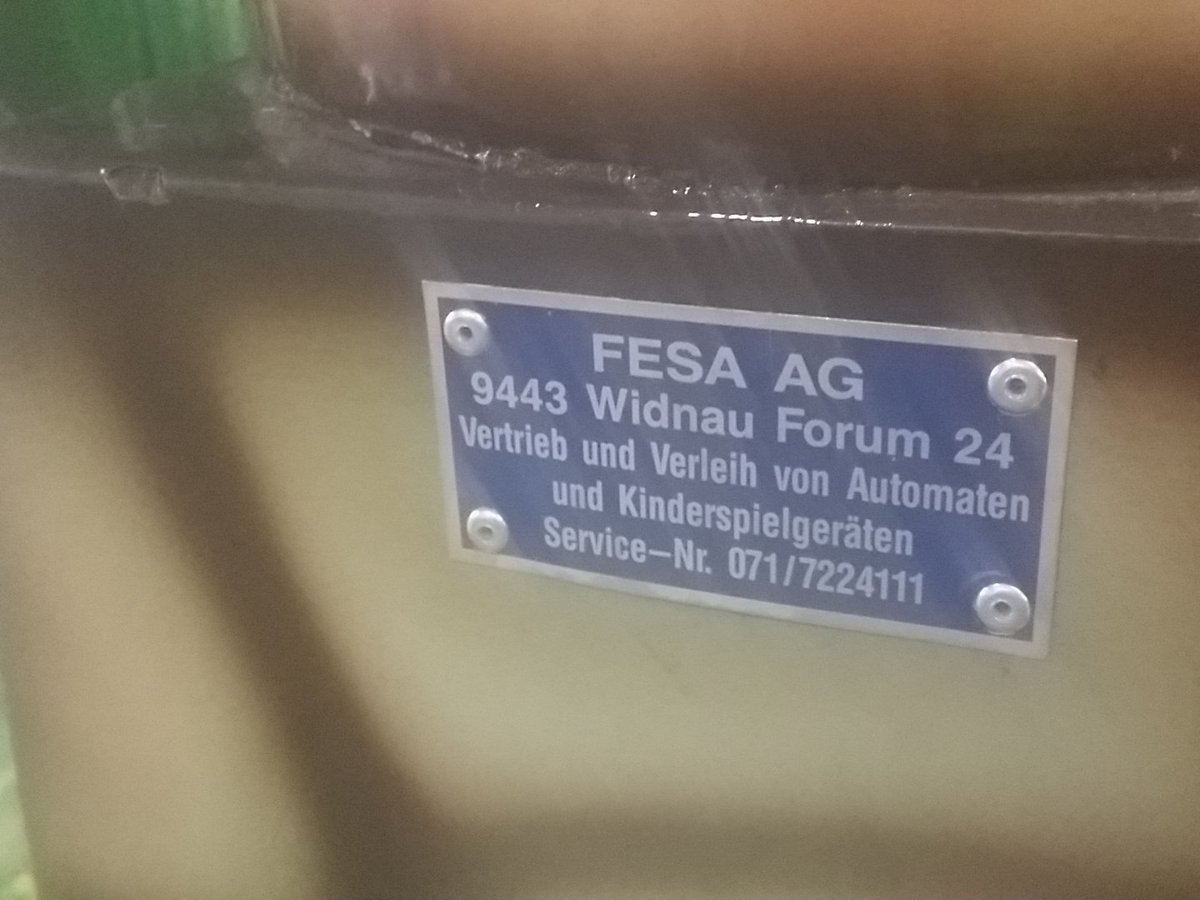 FESA AG
9443 Widnau Forum 24
Vertrieb und Verleih von Automaten
und Kinderspielgeräten
Service–Nr. 071/7224111